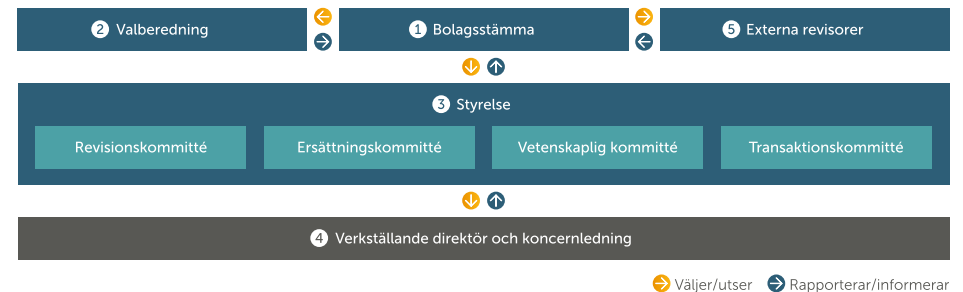 2 Valberedning
1 Bolagsstämma
5 Externa revisorer
3 Styrelse
Revisionskommitté
Ersättningskommitté
Vetenskaplig kommitté
Transaktionskommitté
4 Verkställande direktör och koncernledning
Väljer/utser
Rapporterar/informerar